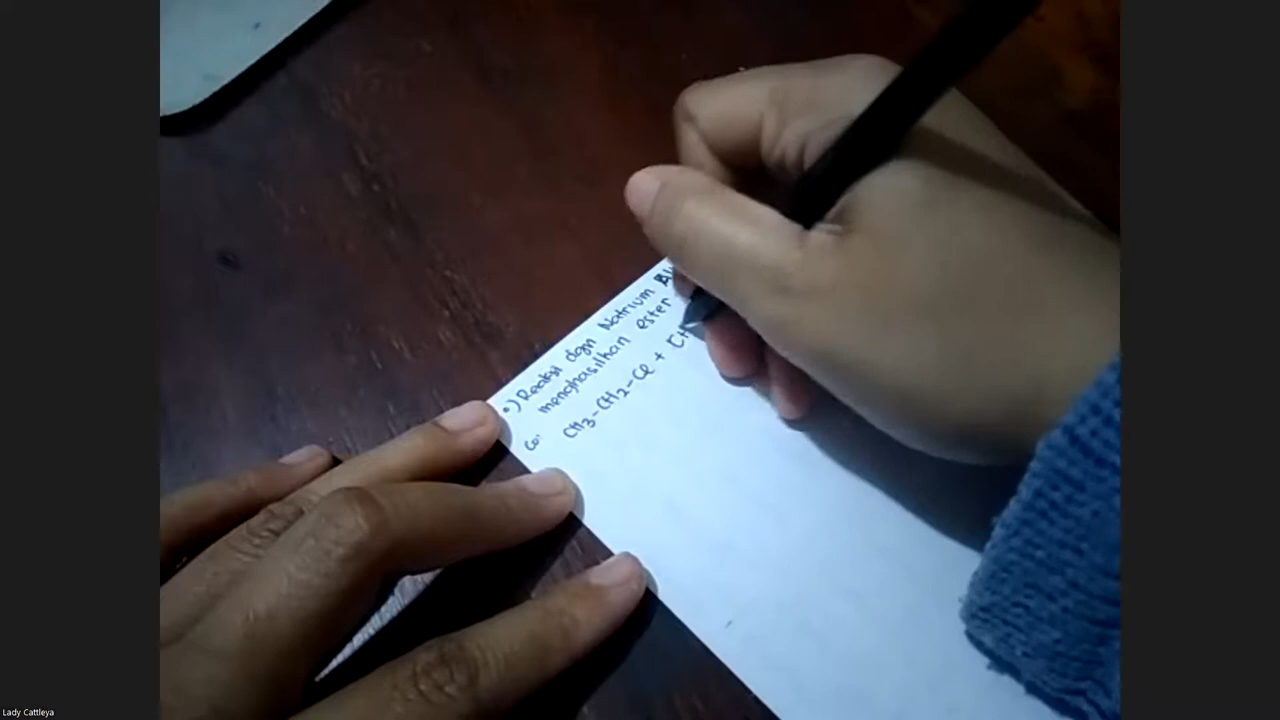 •) Reaksi dgn Natrium
menghasilkan ester
Co: CH3-CH2-Cl + CH
Lady Cattleya